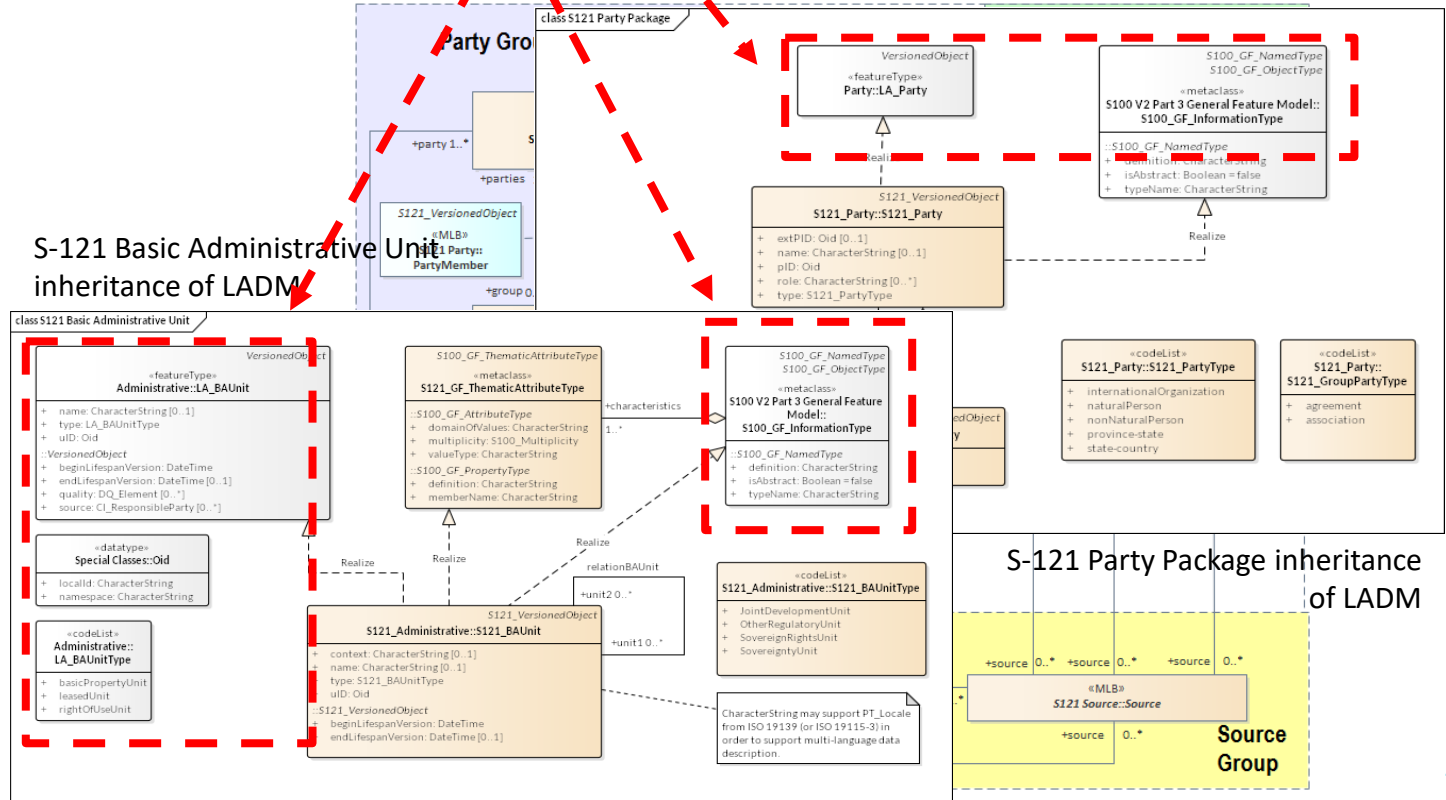 class S121 Party Package
Party Gro
VersionedObject
«featureType»
Party::LA_Party
S100_GF_NamedType
S100_GF_ObjectType
«metaclass»
S100 V2 Part 3 General Feature Model::
S100_GF_InformationType
::S100_GF_NamedType
+ definition: CharacterString
+ isAbstract: Boolean = false
+ typeName: CharacterString
+party 1..*
+parties
Realize
S121_VersionedObject
S121_Party::S121_Party
+ extPID: Oid [0..1]
+ name: CharacterString [0..1]
+ pID: Oid
+ role: CharacterString [0..*]
+ type: S121_PartyType
Realize
S121_VersionedObject
«MLB»
S121 Party::
PartyMember
+group 0.
S-121 Basic Administrative Unit
inheritance of LADM
«codeList»
S121_Party::S121_PartyType
+ internationalOrganization
+ naturalPerson
+ nonNaturalPerson
+ province-state
+ state-country
«codeList»
S121_Party::
S121_GroupPartyType
+ agreement
+ association
nedObject
y
class S121 Basic Administrative Unit
VersionedObject
«featureType»
Administrative::LA_BAUnit
+ name: CharacterString [0..1]
+ type: LA_BAUnitType
+ uID: Oid
::VersionedObject
+ beginLifespanVersion: DateTime
+ endLifespanVersion: DateTime [0..1]
+ quality: DQ_Element [0..*]
+ source: CI_ResponsibleParty [0..*]
S100_GF_ThematicAttributeType
«metaclass»
S121_GF_ThematicAttributeType
::S100_GF_AttributeType
+ domainOfValues: CharacterString
+ multiplicity: S100_Multiplicity
+ valueType: CharacterString
::S100_GF_PropertyType
+ definition: CharacterString
+ memberName: CharacterString
+characteristics
1..*
S100_GF_NamedType
S100_GF_ObjectType
«metaclass»
S100 V2 Part 3 General Feature
Model::
S100_GF_InformationType
::S100_GF_NamedType
+ definition: CharacterString
+ isAbstract: Boolean = false
+ typeName: CharacterString
«datatype»
Special Classes::Oid
+ localId: CharacterString
+ namespace: CharacterString
Realize
Realize
Realize
relationBAUnit
+unit2 0..*
+unit1 0..*
«codeList»
Administrative::
LA_BAUnitType
+ basicPropertyUnit
+ leasedUnit
+ rightOfUseUnit
S121_VersionedObject
S121_Administrative::S121_BAUnit
+ context: CharacterString [0..1]
+ name: CharacterString [0..1]
+ type: S121_BAUnitType
+ uID: Oid
::S121_VersionedObject
+ beginLifespanVersion: DateTime
+ endLifespanVersion: DateTime [0..1]
«codeList»
S121_Administrative::S121_BAUnitType
+ JointDevelopmentUnit
+ OtherRegulatoryUnit
+ SovereignRightsUnit
+ SovereigntyUnit
CharacterString may support PT_Locale
from ISO 19139 (or ISO 19115-3) in
order to support multi-language data
description.
S-121 Party Package inheritance
of LADM
+source 0..* +source 0..* +source 0..*
.*
«MLB»
S121 Source::Source
+source 0..*
Source
Group